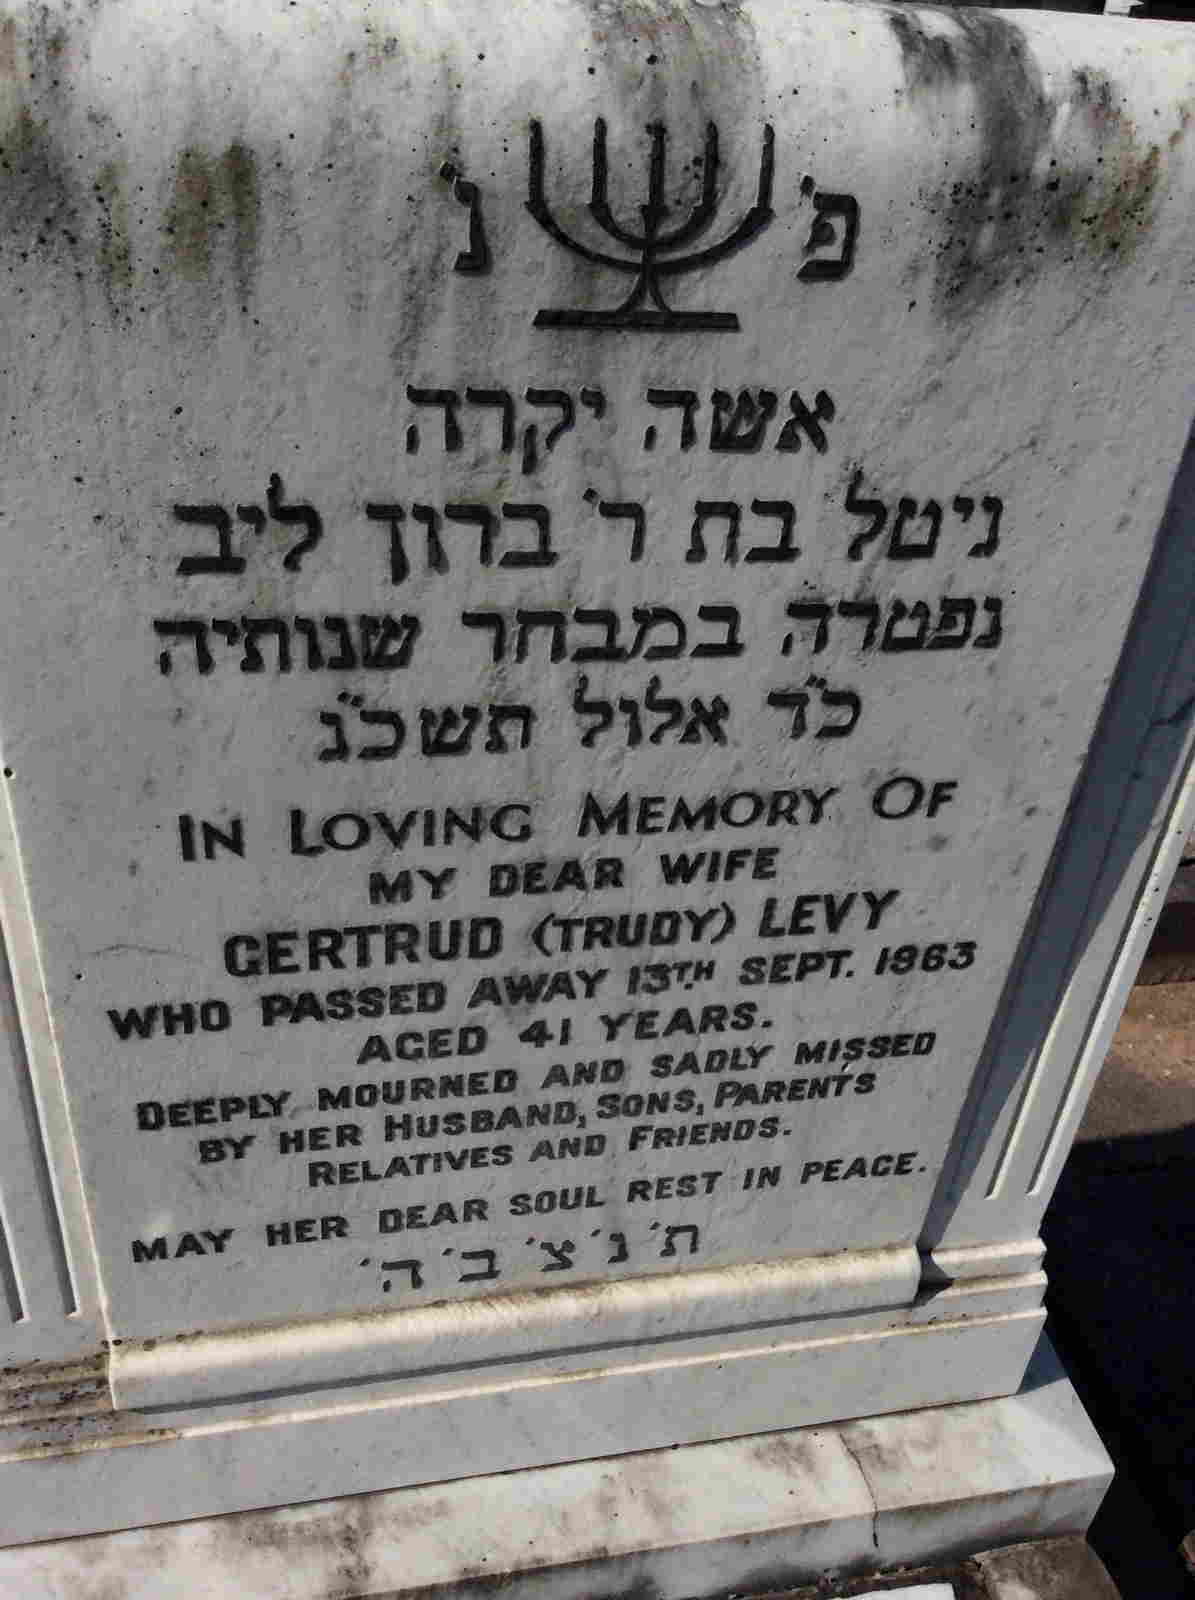 פ' נ'
אשה יקרה
ניטל בת ר' ברוך ליב
נפטרה במבחר שנותיה
כ"ד אלול תשכ"ג
IN LOVING MEMORY OF
MY DEAR WIFE
GERTRUD (TRUDY) LEVY
WHO PASSED AWAY 13TH SEPT. 1963
AGED 41 YEARS.
DEEPLY MOURNED AND SADLY MISSED
BY HER HUSBAND, SONS, PARENTS
RELATIVES AND FRIENDS.
MAY HER DEAR SOUL REST IN PEACE.
ת' נ' צ' ב' ה'